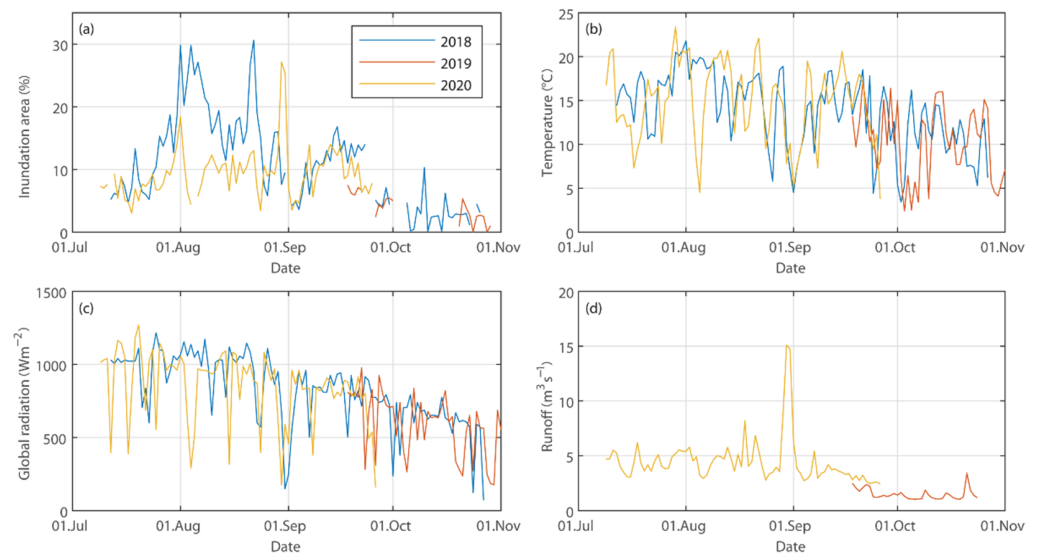 (a)
2018
2019
2020
Inundation area (%)
30
20
10
0
01.Jul
01.Aug
01.Sep
01.Oct
01.Nov
Date
(b)
Temperature (°C)
25
20
15
10
5
0
01.Jul
01.Aug
01.Sep
01.Oct
01.Nov
Date
(c)
Global radiation (Wm−2)
1500
1000
500
0
01.Jul
01.Aug
01.Sep
01.Oct
01.Nov
Date
(d)
Runoff (m3 s−1)
20
15
10
5
0
01.Jul
01.Aug
01.Sep
01.Oct
01.Nov
Date